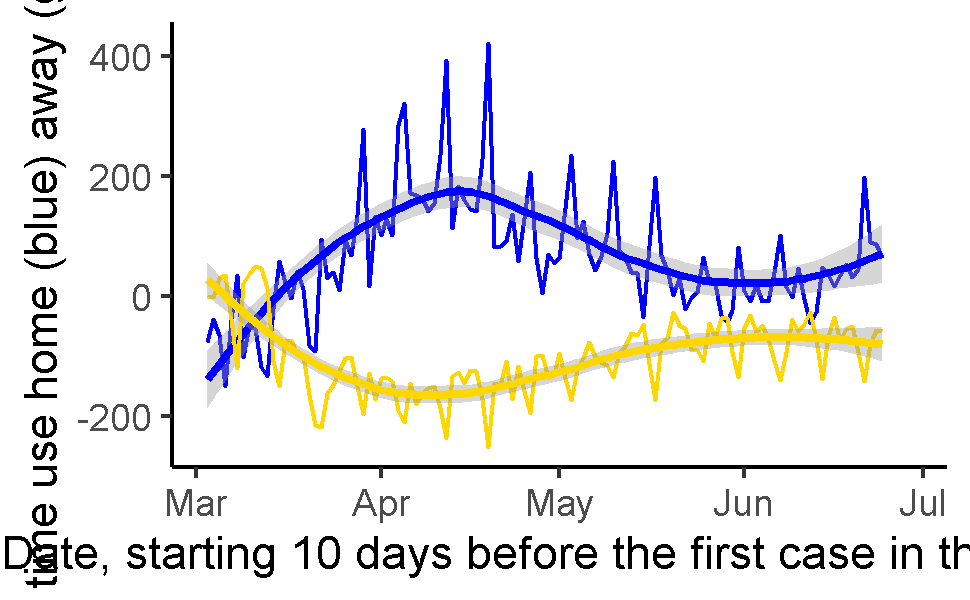 time use home (blue) away (
400
200
0
-200
Mar Apr May Jun Jul
Date, starting 10 days before the first case in th